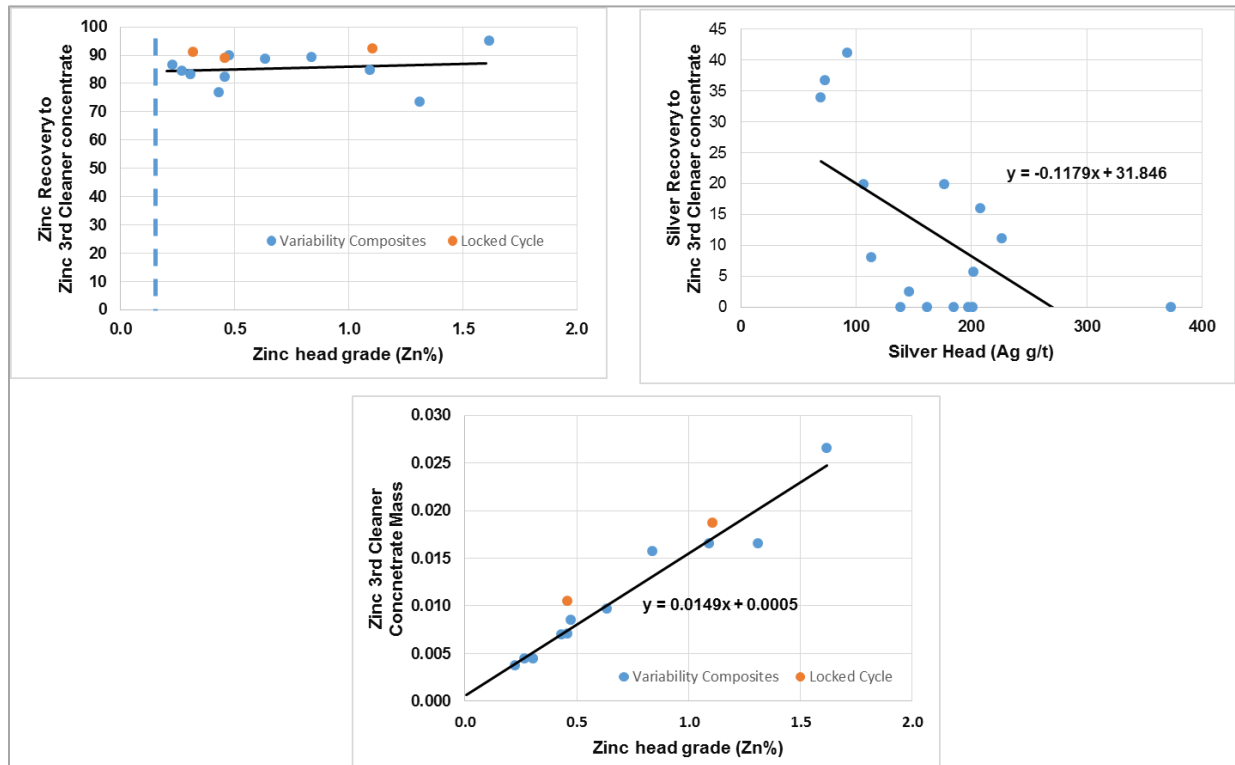 Zinc Recovery to
Zinc 3rd Cleaner concentrate
100
90
80
70
60
50
40
30
20
10
0
0.0
0.5
1.0
1.5
2.0
Variability Composites
Locked Cycle
Zinc head grade (Zn%)
Silver Recovery to
Zinc 3rd Clenaer concentrate
45
40
35
30
25
20
15
10
5
0
0
100
200
300
400
y = -0.1179x + 31.846
Silver Head (Ag g/t)
Zinc 3rd Cleaner
Concnetrate Mass
0.030
0.025
0.020
0.015
0.010
0.005
0.000
0.0
0.5
1.0
1.5
2.0
y = 0.0149x + 0.0005
Variability Composites
Locked Cycle
Zinc head grade (Zn%)